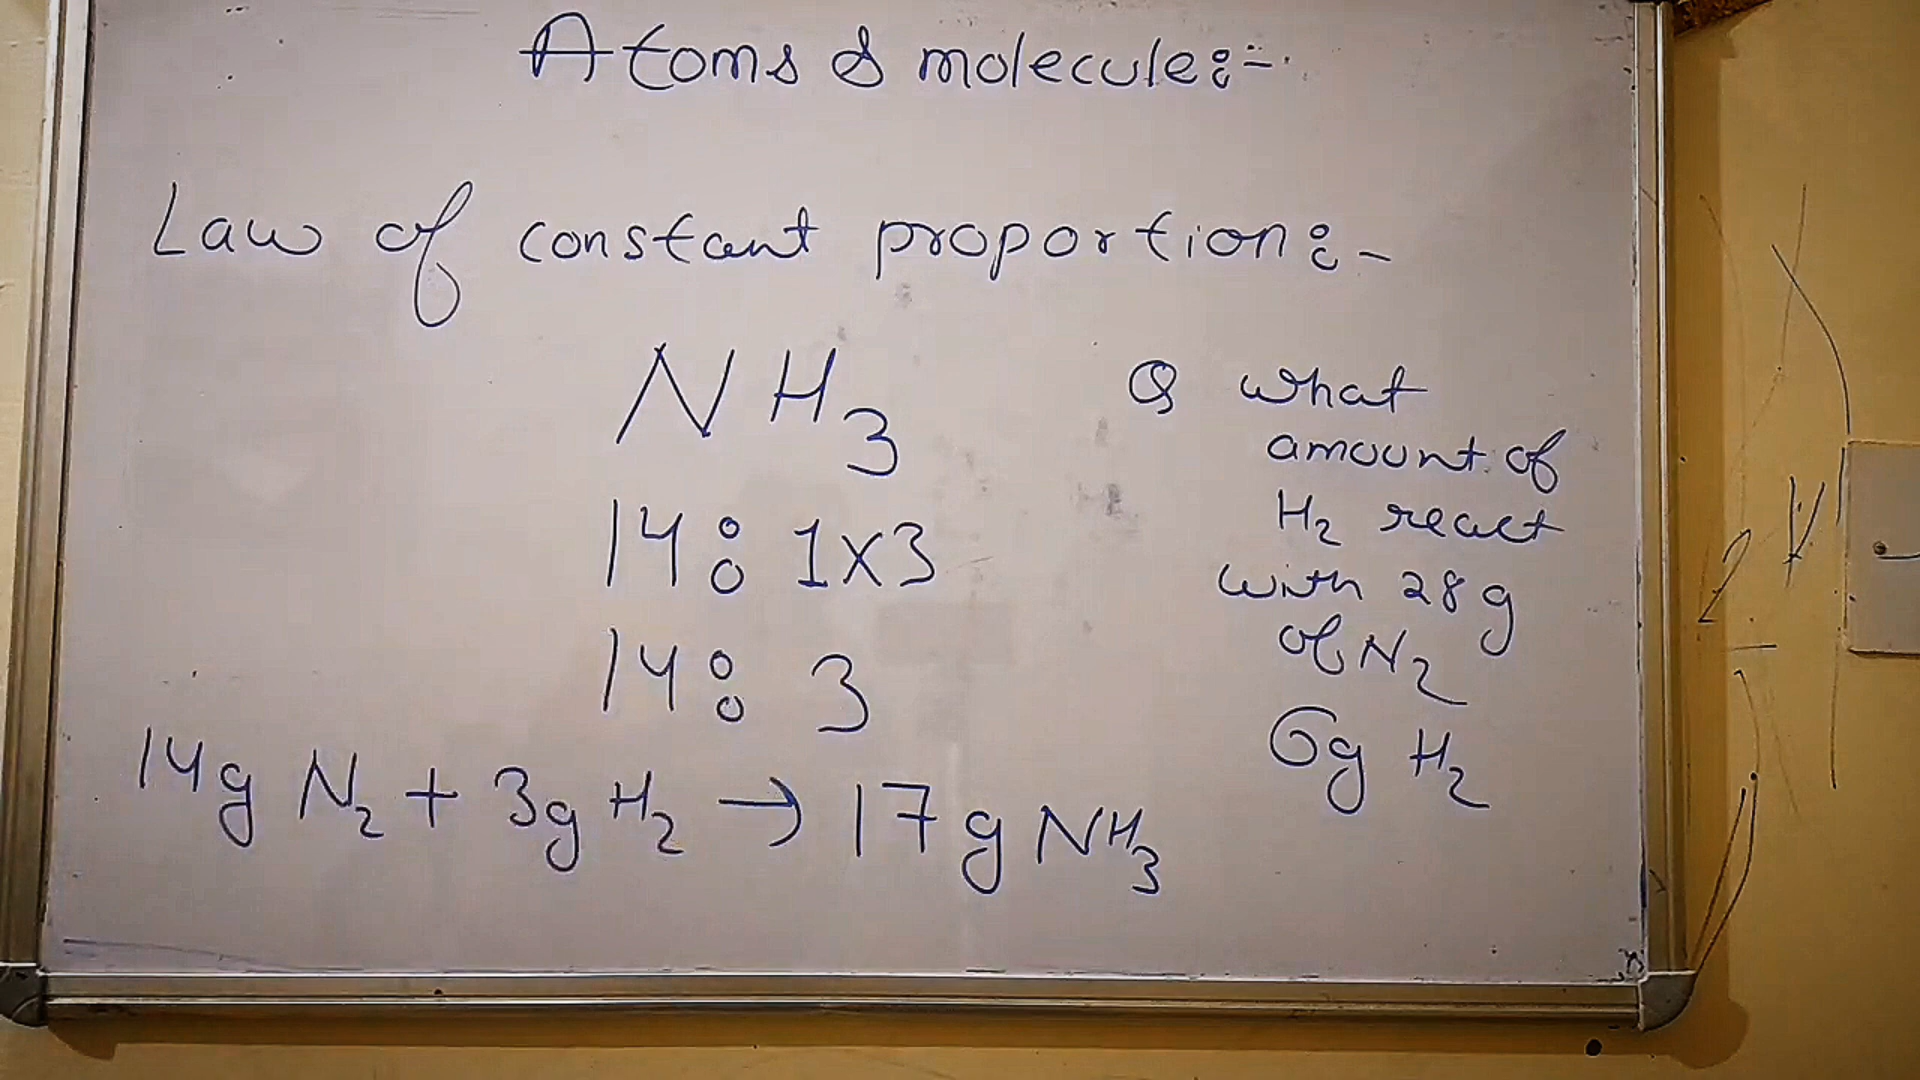 Atoms & molecule:-
Law of constant proportion:-
NH3
14 : 1x3
14 : 3
14g N2 + 3g H2 → 17g NH3
Q what
amount of
H2 react
with 28g
of N2
6g H2